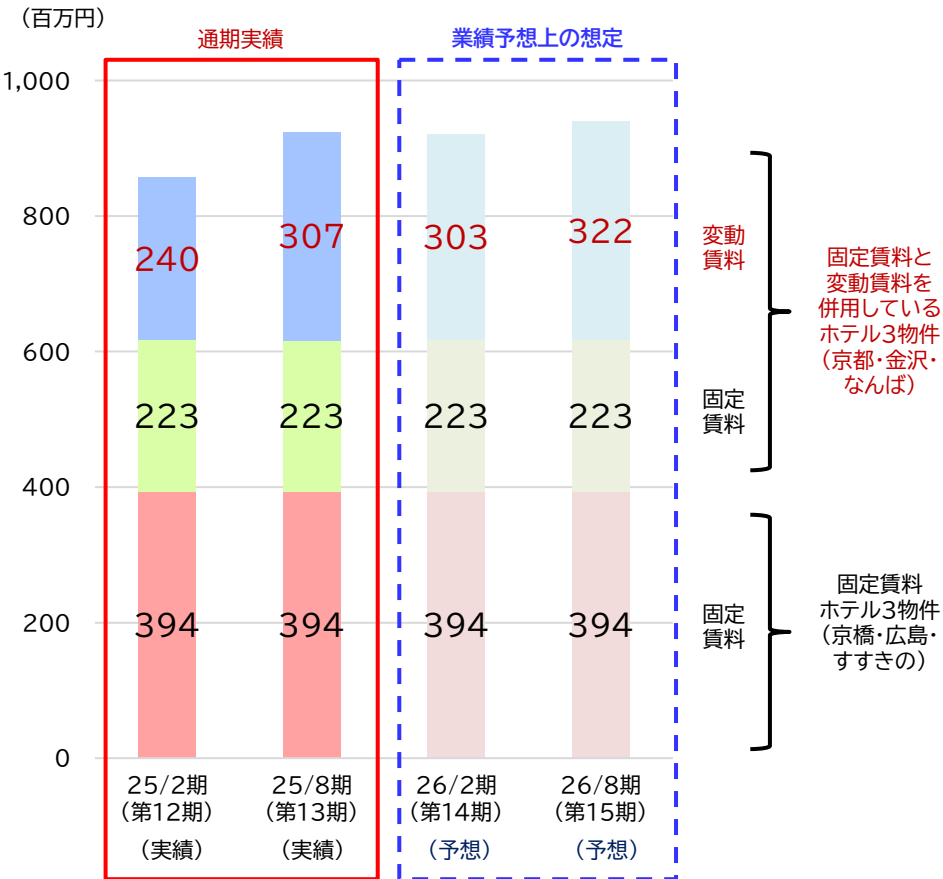 （百万円）
通期実績
業績予想上の想定
1,000
800
600
400
200
0
240
307
303
322
223
223
223
223
394
394
394
394
変動
賃料
固定
賃料
固定
賃料
固定賃料と
変動賃料を
併用している
ホテル3物件
（京都・金沢・
なんば）
固定賃料
ホテル3物件
（京橋・広島・
すすきの）
25/2期
（第12期）
（実績）
25/8期
（第13期）
（実績）
26/2期
（第14期）
（予想）
26/8期
（第15期）
（予想）